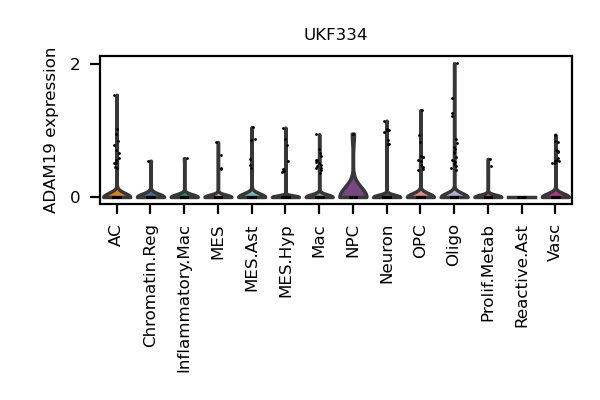 UKF334
ADAM19 expression
2
0
AC
Chromatin.Reg
Inflammatory.Mac
MES
MES.Ast
MES.Hyp
Mac
NPC
Neuron
OPC
Oligo
Prolif.Metab
Reactive.Ast
Vasc